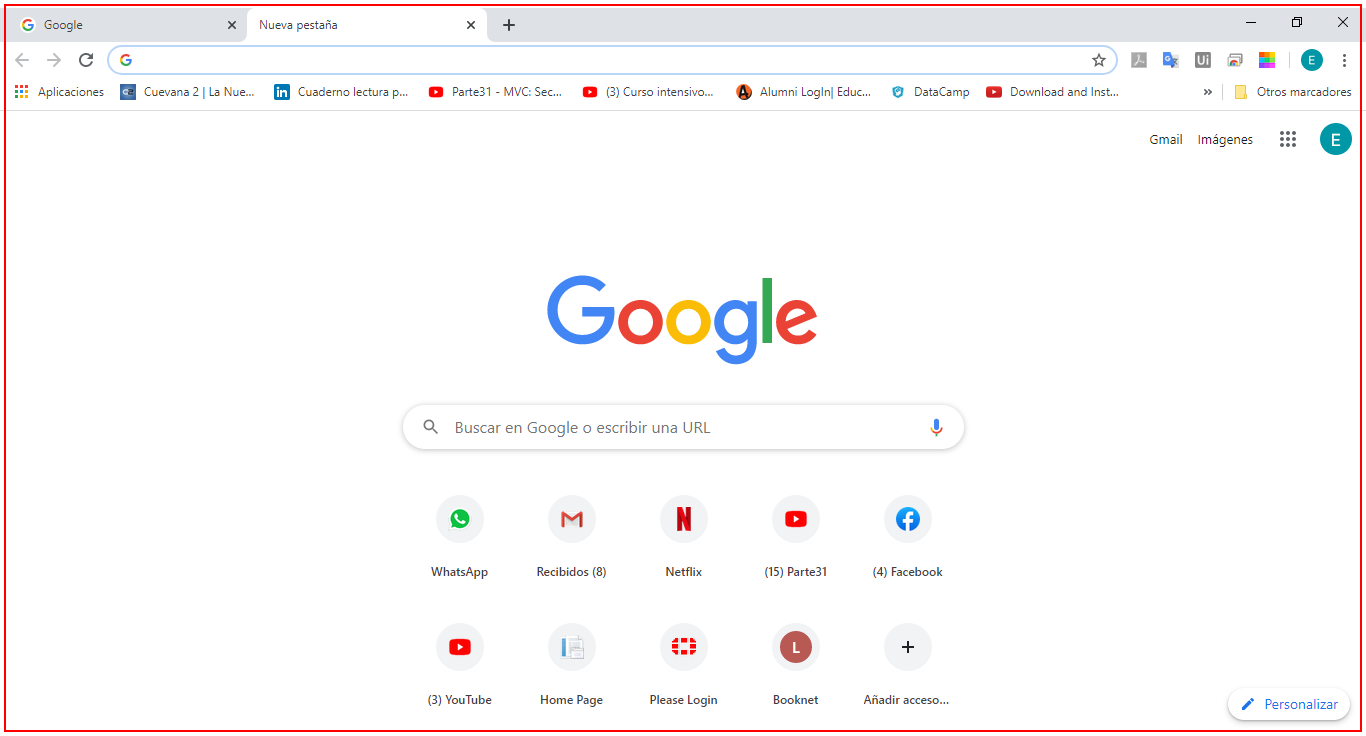 Google
Nueva pestaña
Aplicaciones
Cuevana 2 | La Nue...
Cuaderno lectura p...
Parte31 - MVC: Sec...
(3) Curso intensivo...
Alumni LogIn| Educ...
DataCamp
Download and Inst...
Otros marcadores
Gmail
Imágenes
E
Google
Buscar en Google o escribir una URL
WhatsApp
Recibidos (8)
Netflix
(15) Parte31
(4) Facebook
L
(3) YouTube
Home Page
Please Login
Booknet
Añadir acceso...
Personalizar